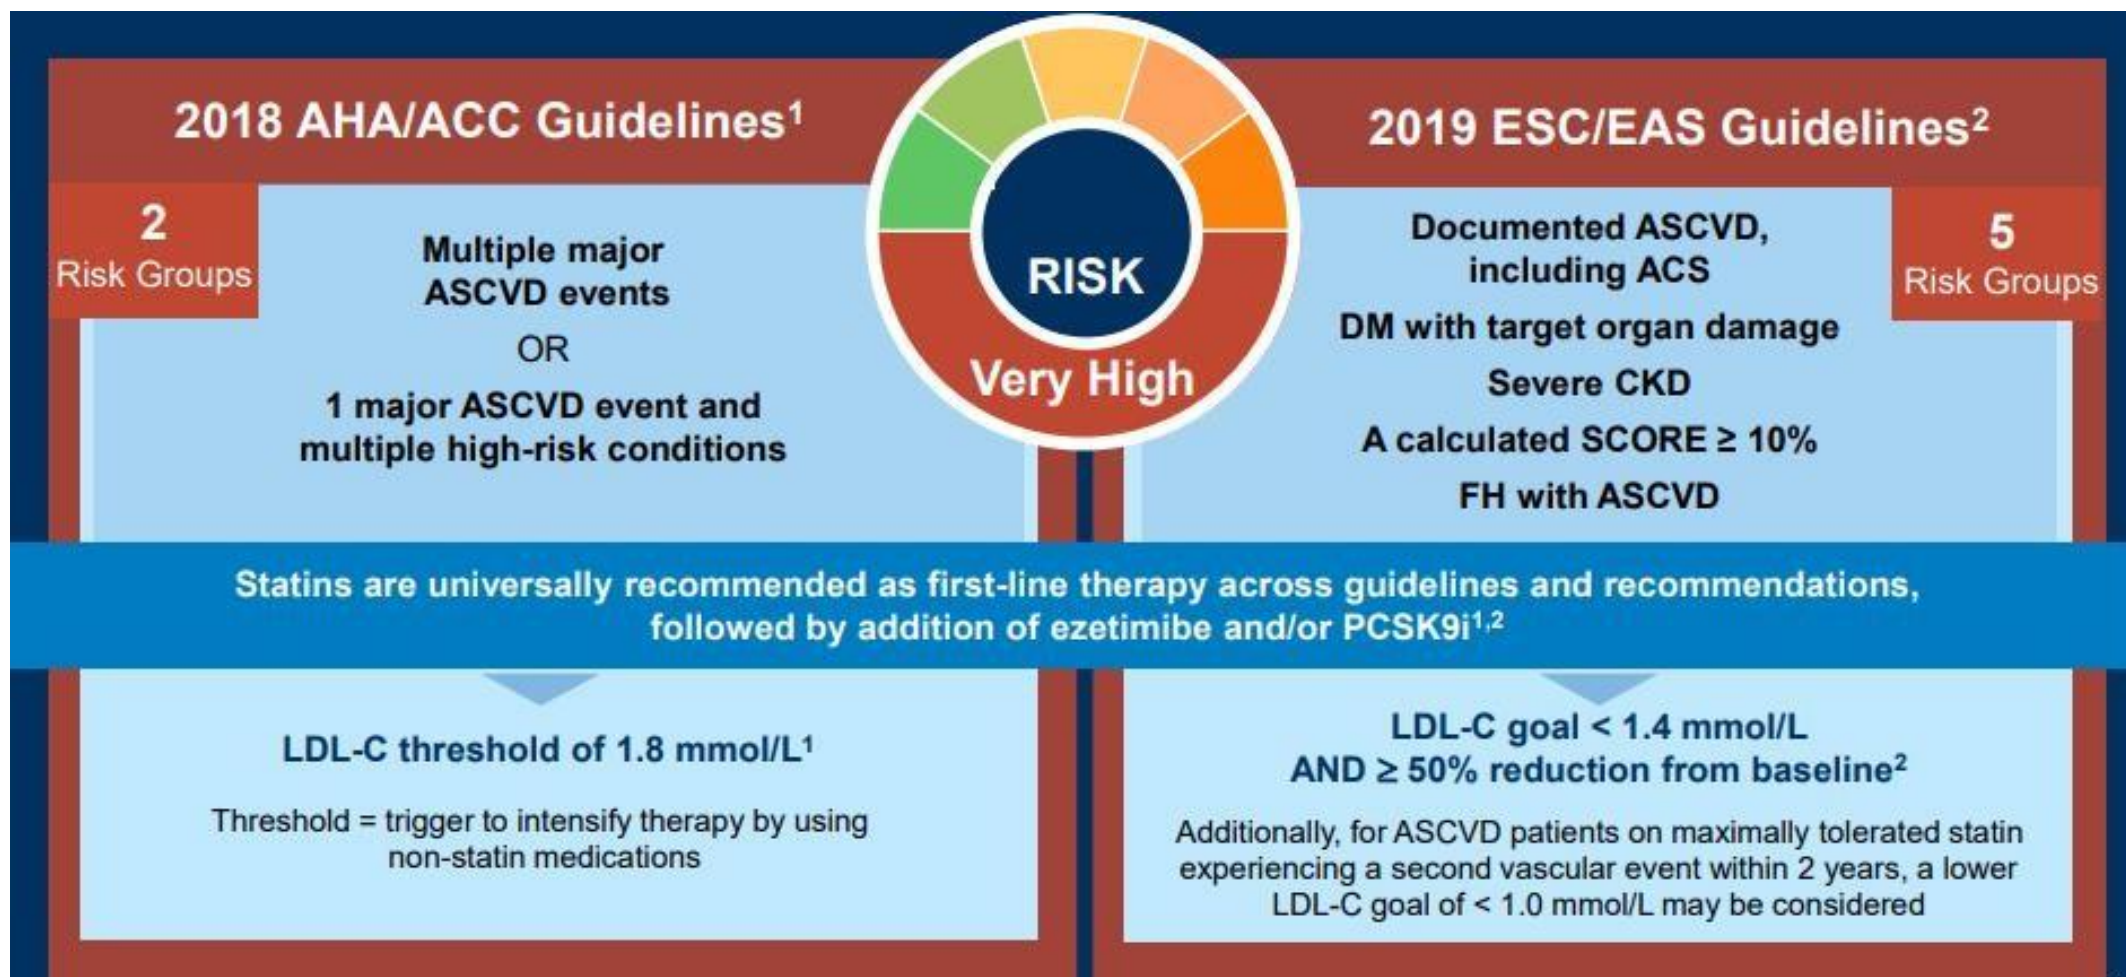 2018 AHA/ACC Guidelines¹
2
Risk Groups
Multiple major
ASCVD events
OR
1 major ASCVD event and
multiple high-risk conditions
RISK
Very High
2019 ESC/EAS Guidelines²
5
Risk Groups
Documented ASCVD,
including ACS
DM with target organ damage
Severe CKD
A calculated SCORE ≥ 10%
FH with ASCVD
Statins are universally recommended as first-line therapy across guidelines and recommendations,
followed by addition of ezetimibe and/or PCSK9i¹,²
LDL-C threshold of 1.8 mmol/L¹
Threshold = trigger to intensify therapy by using
non-statin medications
LDL-C goal < 1.4 mmol/L
AND ≥ 50% reduction from baseline²
Additionally, for ASCVD patients on maximally tolerated statin
experiencing a second vascular event within 2 years, a lower
LDL-C goal of < 1.0 mmol/L may be considered